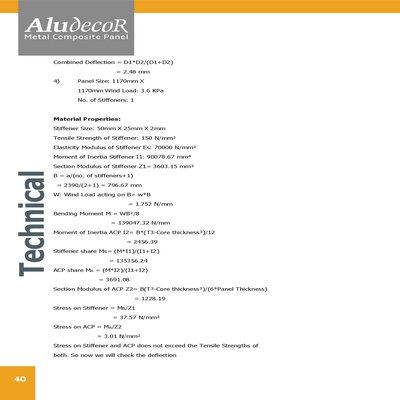 AludecoR
Metal Composite Panel
Combined Deflection = D1*D2/(D1+D2)
= 2.48 mm
4) Panel Size: 1170mm X
1170mm Wind Load: 3.6 KPa
No. of Stiffeners: 1
Material Properties:
Stiffener Size: 50mm X 25mm X 2mm
Tensile Strength of Stiffener: 150 N/mm²
Elasticity Modulus of Stiffener Es: 70000 N/mm²
Moment of Inertia Stiffener I1: 90078.67 mm⁴
Section Modulus of Stiffener Z1= 3603.15 mm³
B = a/(no. of stiffeners+1)
= 2390/(2+1) = 796.67 mm
W: Wind Load acting on B= w*B
= 1.752 N/mm
Bending Moment M = WB²/8
= 139047.32 N/mm
Moment of Inertia ACP I2= B*(T3-Core thickness³)/12
= 2456.39
Stiffener share Ms= (M*I1)/(I1+I2)
= 135356.24
ACP share Mₐ = (M*I2)/(I1+I2)
= 3691.08
Section Modulus of ACP Z2= B(T³-Core thickness³)/(6*Panel Thickness)
= 1228.19
Stress on Stiffener = Ms/Z1
= 37.57 N/mm²
Stress on ACP = Mₐ/Z2
= 3.01 N/mm²
Stress on Stiffener and ACP does not exceed the Tensile Strengths of
both. So now we will check the deflection
Technical
40